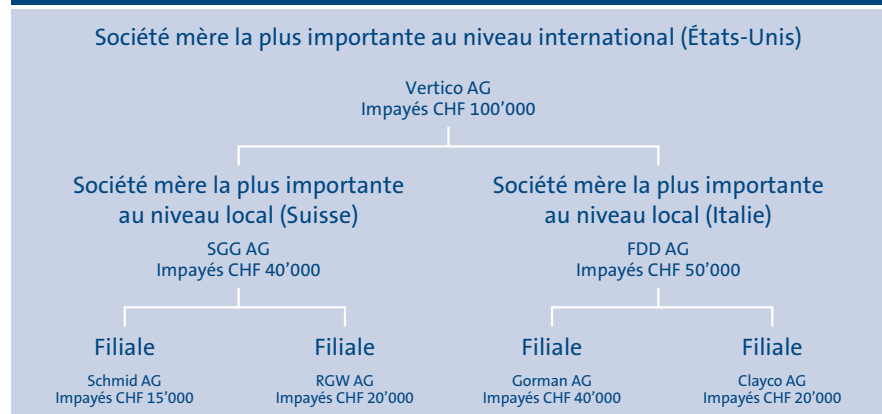 Société mère la plus importante au niveau international (États-Unis)
Vertico AG
Impayés CHF 100’000
Société mère la plus importante
au niveau local (Suisse)
SGG AG
Impayés CHF 40’000
Société mère la plus importante
au niveau local (Italie)
FDD AG
Impayés CHF 50’000
Filiale
Schmid AG
Impayés CHF 15’000
Filiale
RGW AG
Impayés CHF 20’000
Filiale
Gorman AG
Impayés CHF 40’000
Filiale
Clayco AG
Impayés CHF 20’000